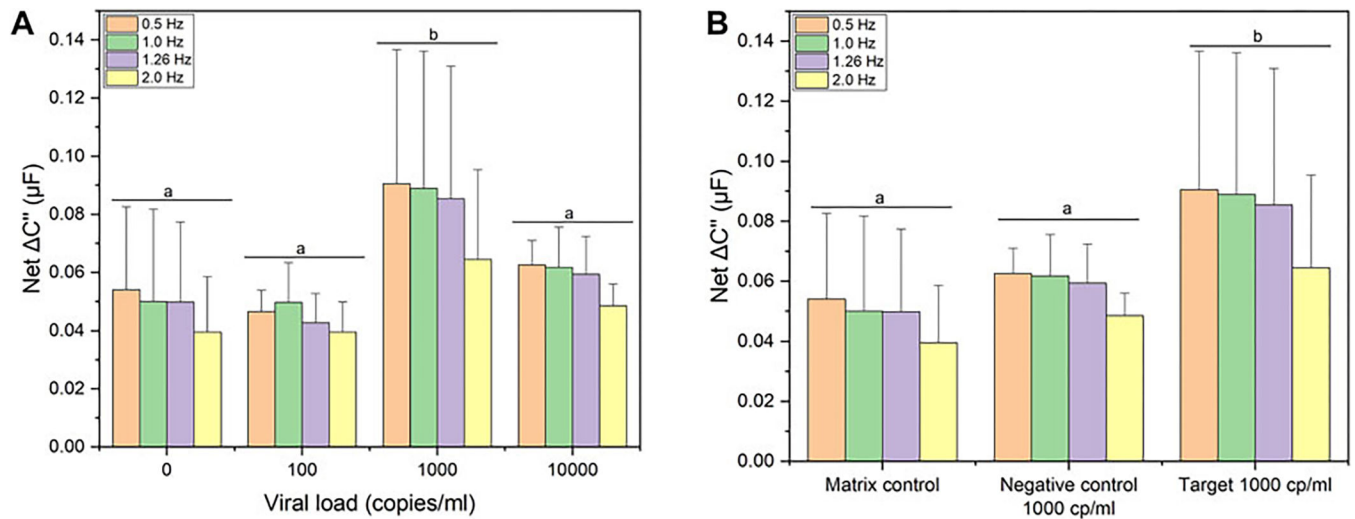 A
0.5 Hz
1.0 Hz
1.26 Hz
2.0 Hz
0.14
0.12
0.10
0.08
0.06
0.04
0.02
0.00
Net ΔC" (µF)
a
a
b
a
0
100
1000
10000
Viral load (copies/ml)
B
0.5 Hz
1.0 Hz
1.26 Hz
2.0 Hz
0.14
0.12
0.10
0.08
0.06
0.04
0.02
0.00
Net ΔC" (µF)
a
a
b
Matrix control
Negative control
1000 cp/ml
Target 1000 cp/ml